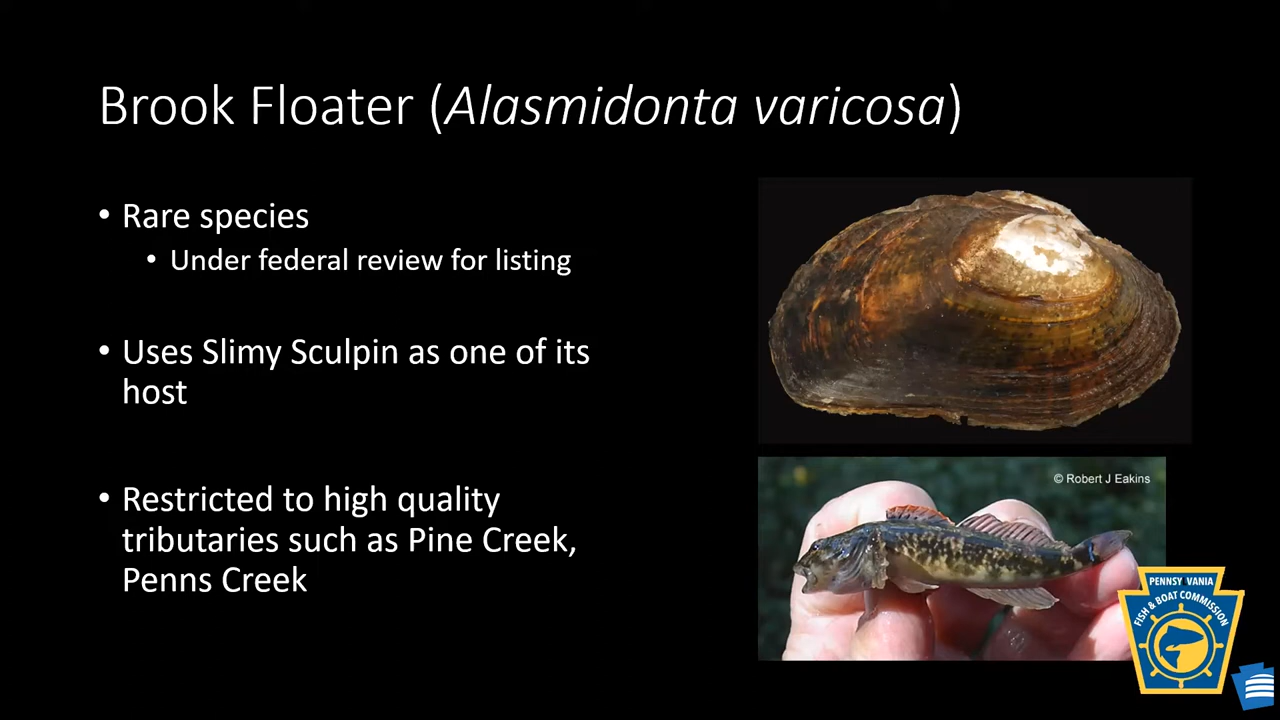 Brook Floater (Alasmidonta varicosa)
• Rare species
• Under federal review for listing
• Uses Slimy Sculpin as one of its
host
• Restricted to high quality
tributaries such as Pine Creek,
Penns Creek
© Robert J Eakins
PENNSYLVANIA
FISH & BOAT COMMISSION